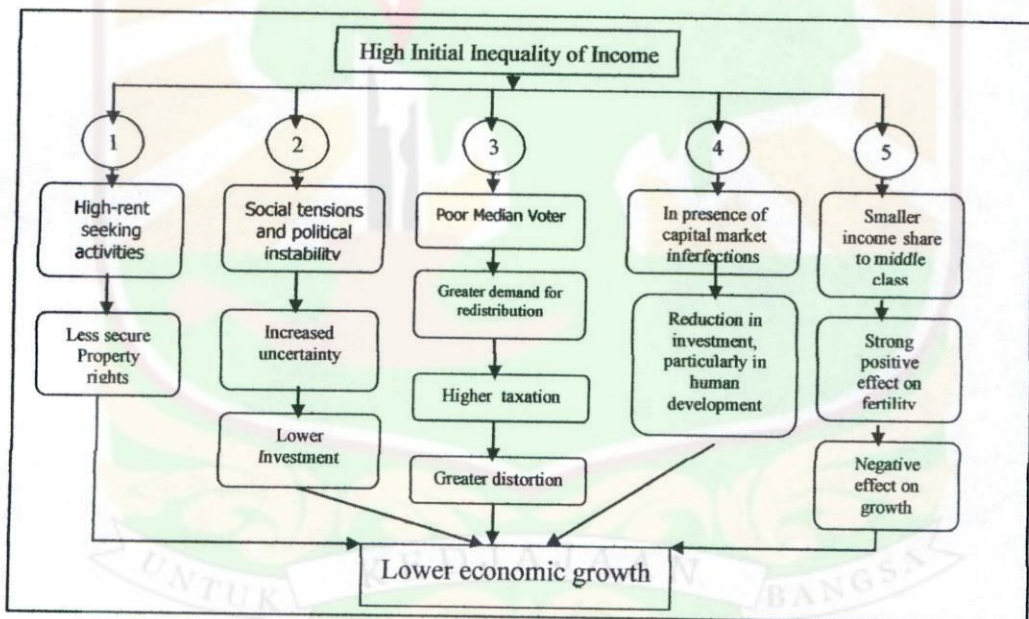 High Initial Inequality of Income
1
High-rent
seeking
activities
Less secure
Property
rights
2
Social tensions
and political
instability
Increased
uncertainty
Lower
Investment
3
Poor Median Voter
Greater demand for
redistribution
Higher taxation
Greater distortion
4
In presence of
capital market
inferfections
Reduction in
investment,
particularly in
human
development
5
Smaller
income share
to middle
class
Strong
positive
effect on
fertility
Negative
effect on
growth
Lower economic growth
UNTUK KEDJAJAAN BANGSA